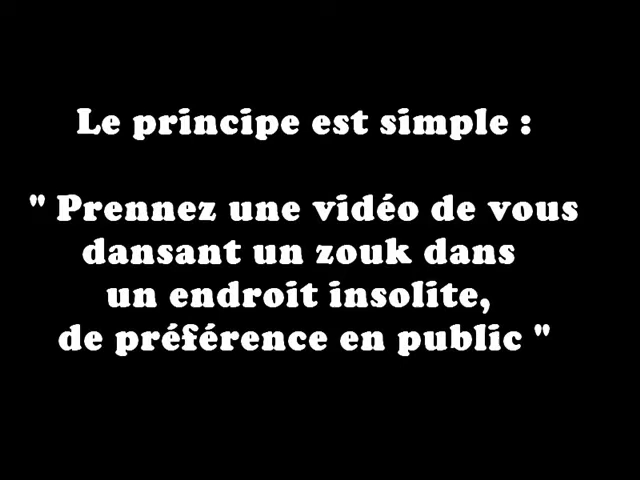 Le principe est simple :
" Prennez une vidéo de vous
dansant un zouk dans
un endroit insolite,
de préférence en public "